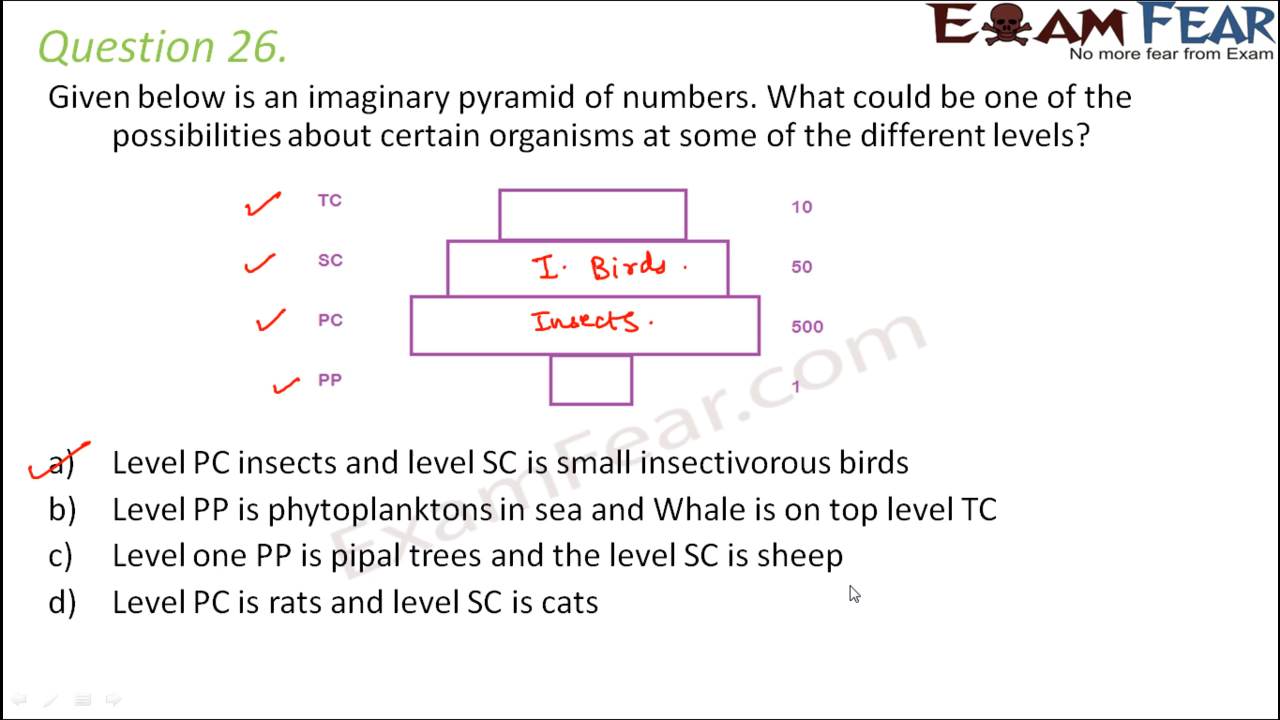 EXAM FEAR
No more fear from Exam
Question 26.
Given below is an imaginary pyramid of numbers. What could be one of the
possibilities about certain organisms at some of the different levels?
TC 10
SC I. Birds. 50
PC Insects. 500
PP 1
a) Level PC insects and level SC is small insectivorous birds
b) Level PP is phytoplanktons in sea and Whale is on top level TC
c) Level one PP is pipal trees and the level SC is sheep
d) Level PC is rats and level SC is cats
ExamFear.com